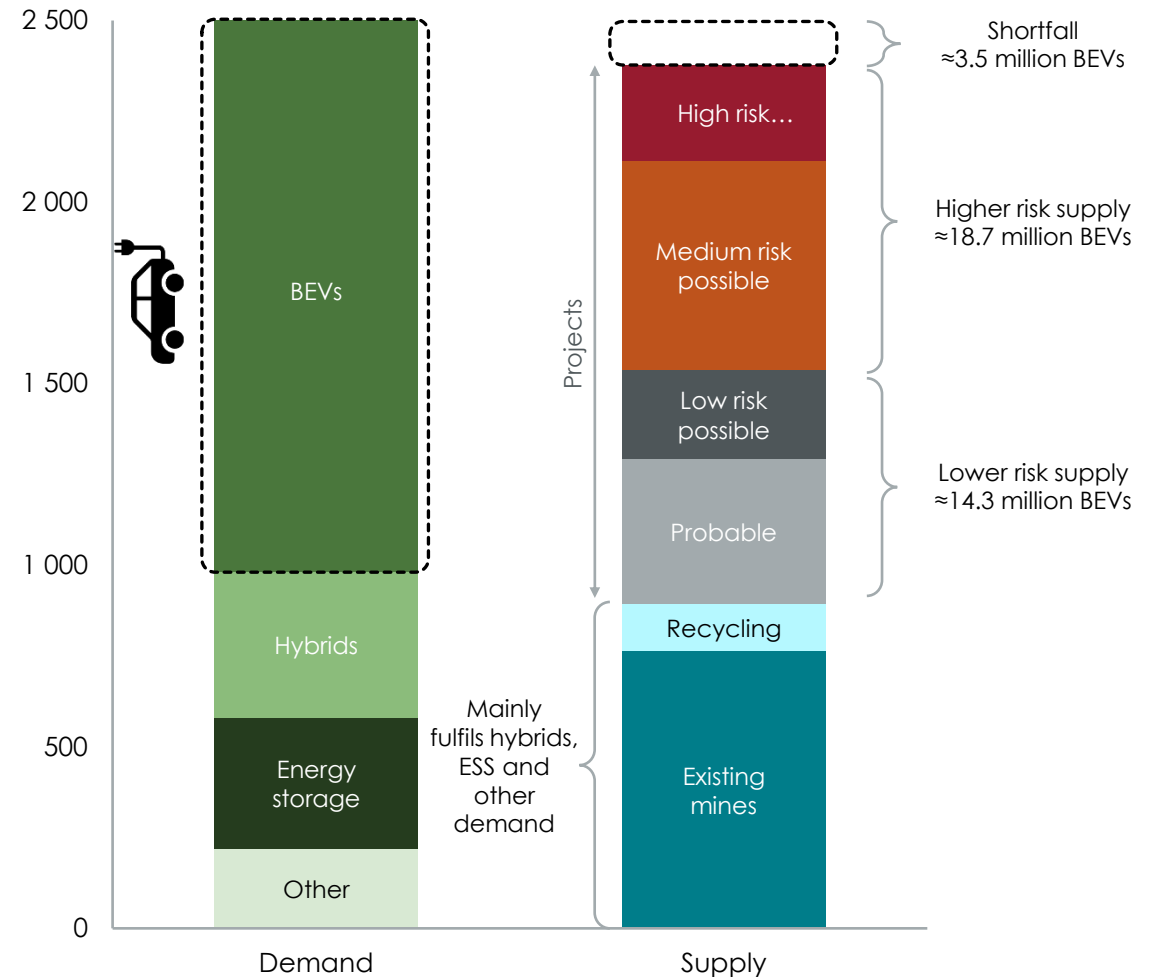 2 500
2 000
1 500
1 000
500
0
BEVs
Hybrids
Energy
storage
Other
Demand
Mainly
fulfils hybrids,
ESS and
other
demand
Projects
High risk…
Medium risk
possible
Low risk
possible
Probable
Recycling
Existing
mines
Supply
Shortfall
≈3.5 million BEVs
Higher risk supply
≈18.7 million BEVs
Lower risk supply
≈14.3 million BEVs